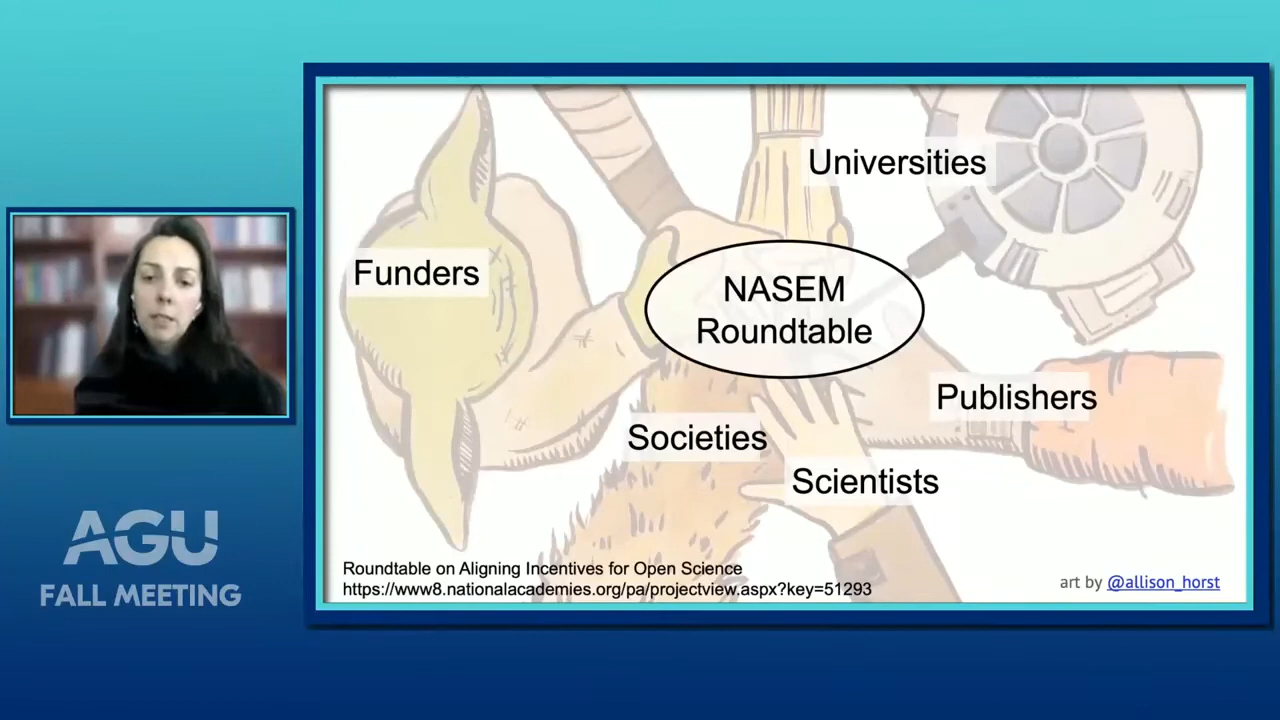 Universities
Funders
NASEM
Roundtable
Publishers
Societies
Scientists
Roundtable on Aligning Incentives for Open Science
https://www8.nationalacademies.org/pa/projectview.aspx?key=51293
art by @allison_horst
AGU
FALL MEETING